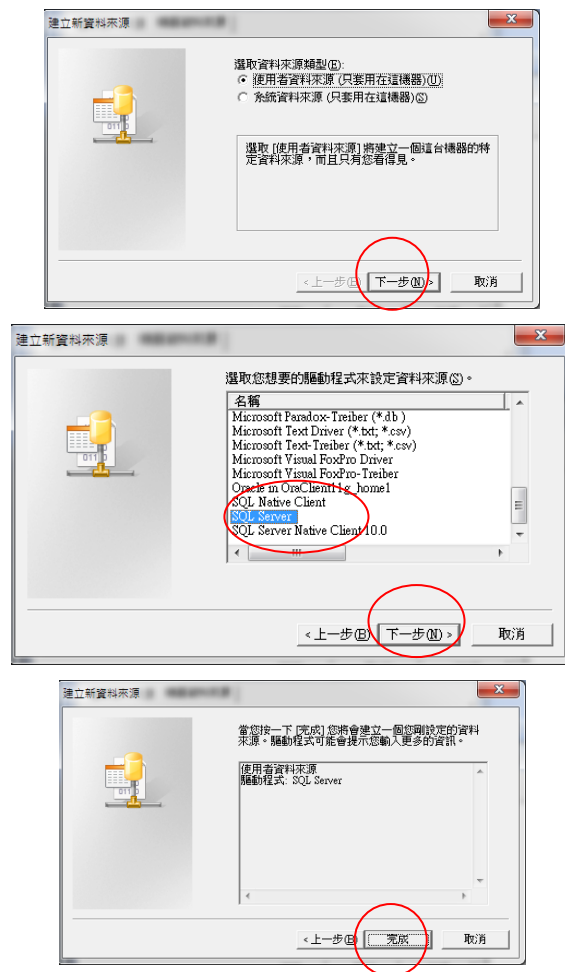 建立新資料來源
選取資料來源類型(E):
使用者資料來源 (只套用在這機器)(U)
系統資料來源 (只套用在這機器)(S)
選取 [使用者資料來源] 將建立一個這台機器的特
定資料來源，而且只有您看得見。
<上一步(B) 下一步(N)> 取消
建立新資料來源
選取您想要的驅動程式來設定資料來源(S)。
名稱
Microsoft Paradox-Treiber (*.db )
Microsoft Text Driver (*.txt; *.csv)
Microsoft Text-Treiber (*.txt; *.csv)
Microsoft Visual FoxPro Driver
Microsoft Visual FoxPro-Treiber
Oracle in OraClient11g_home1
SQL Native Client
SQL Server
SQL Server Native Client 10.0
<上一步(B) 下一步(N)> 取消
建立新資料來源
當您按一下 [完成] 您將會建立一個您剛設定的資料
來源。驅動程式可能會提示您輸入更多的資訊。
使用者資料來源
驅動程式: SQL Server
<上一步(B) 完成 取消